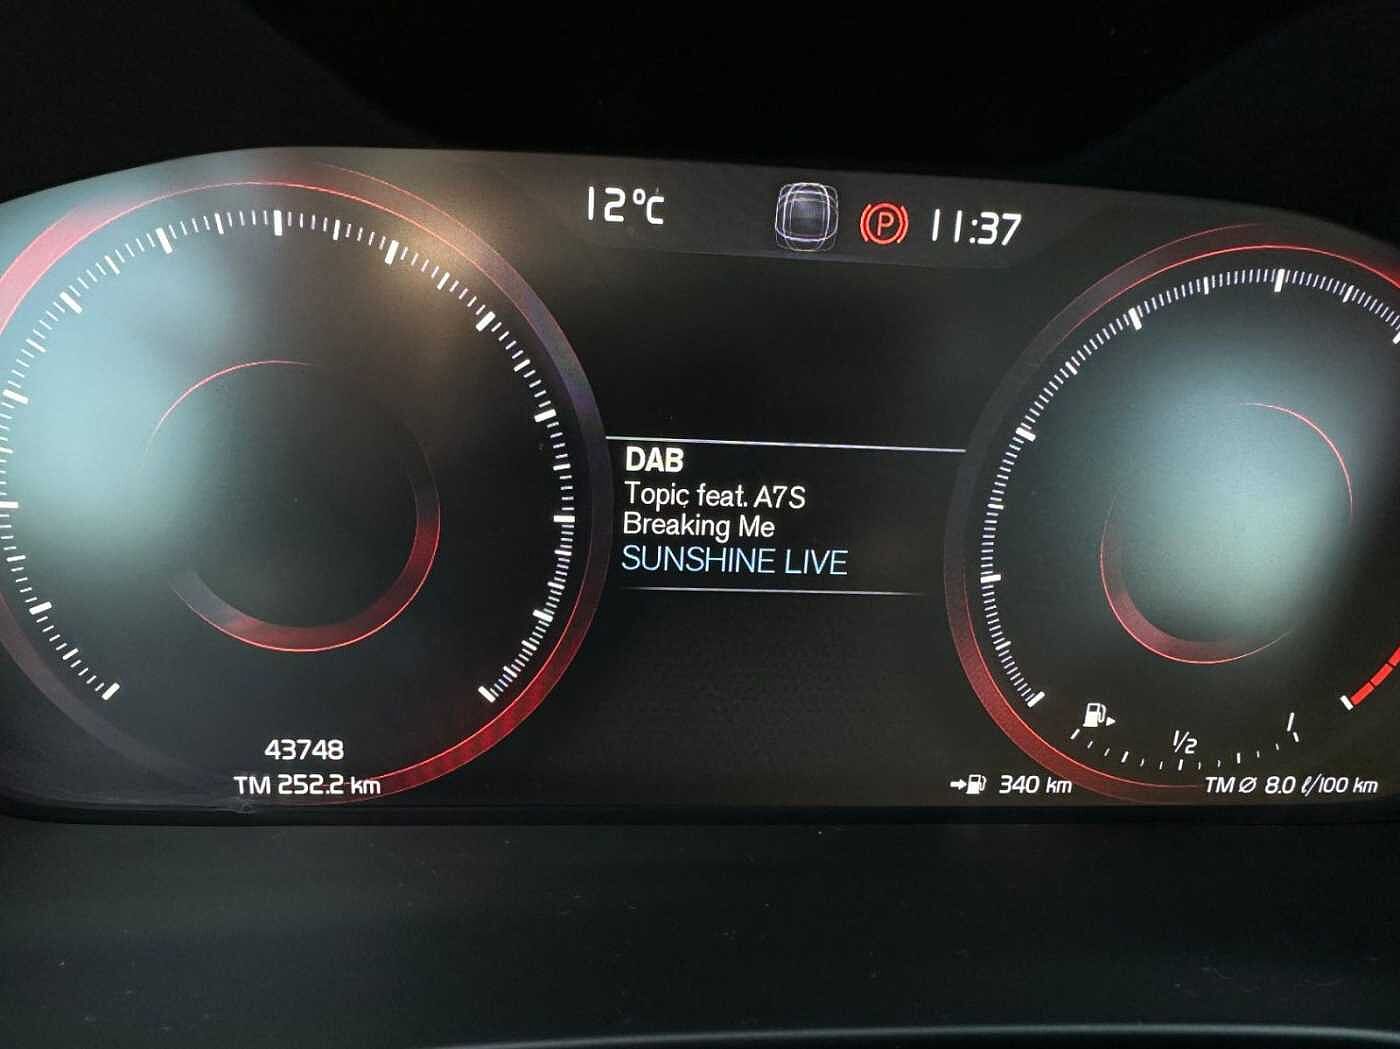 12°C
P
11:37
DAB
Topic feat. A7S
Breaking Me
SUNSHINE LIVE
43748
TM 252.2 km
340 km
1/2
1
TM Ø 8.0 ℓ/100 km